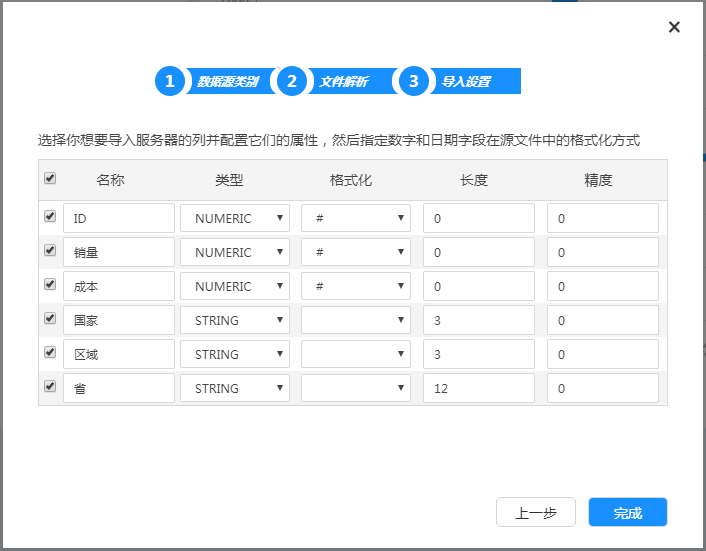 ×
1 数据源类别 2 文件解析 3 导入设置
选择你想要导入服务器的列并配置它们的属性，然后指定数字和日期字段在源文件中的格式化方式
名称 类型 格式化 长度 精度
ID NUMERIC # 0 0
销量 NUMERIC # 0 0
成本 NUMERIC # 0 0
国家 STRING 3 0
区域 STRING 3 0
省 STRING 12 0
上一步 完成